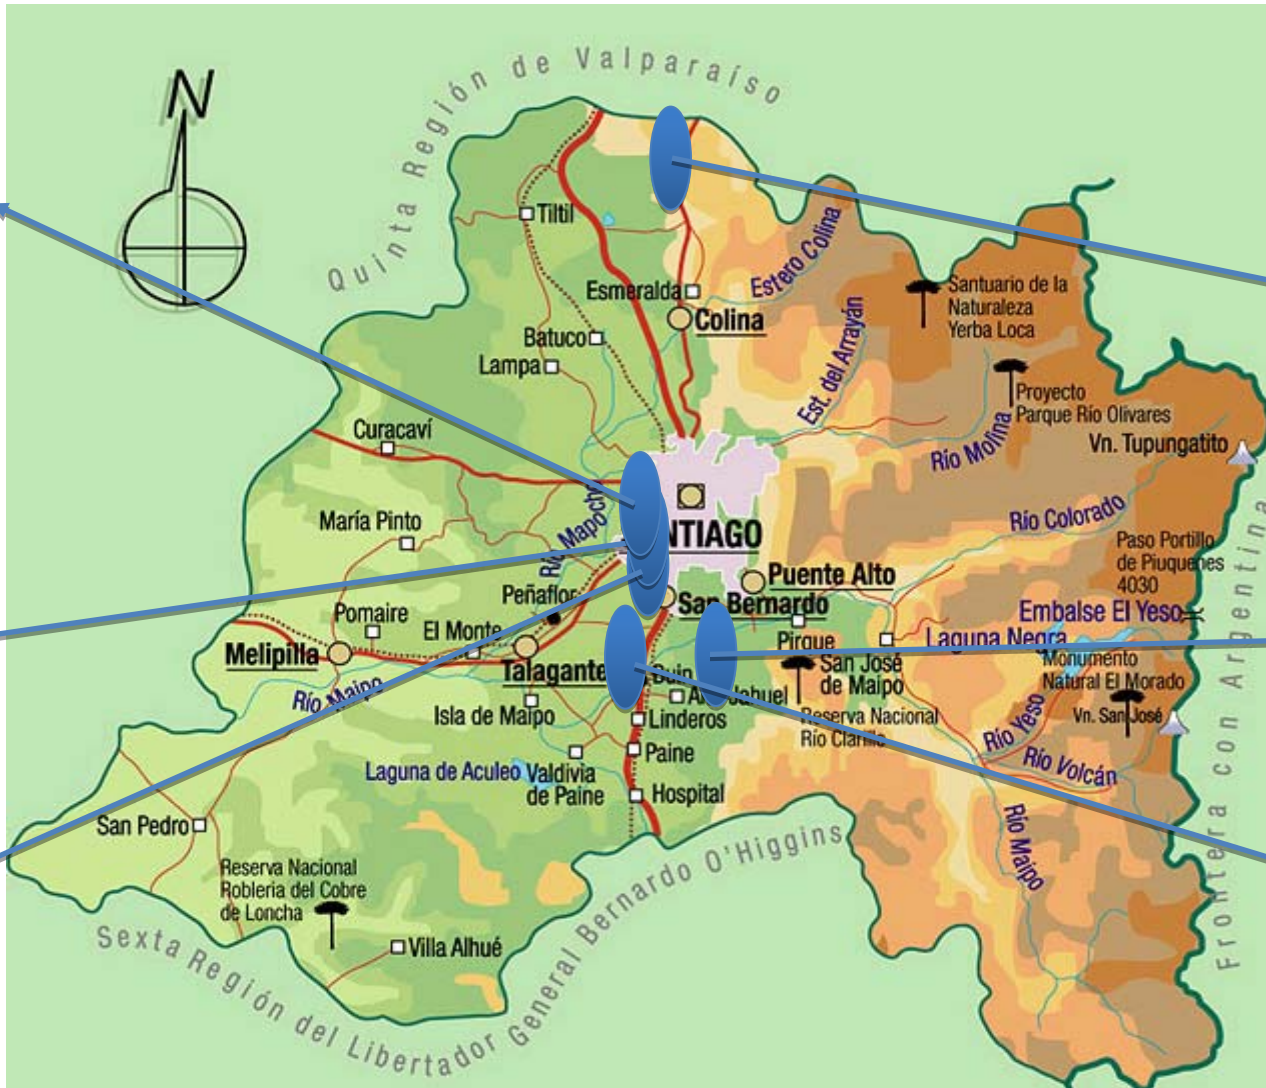 Quinta Región de Valparaíso
N
Tiltil
Estero Colina
Esmeralda
Colina
Santuario de la
Naturaleza
Yerba Loca
Batuco
Lampa
Est. del Arrayán
Proyecto
Parque Río Olivares
Curacaví
Río Molina
Vn. Tupungatito
María Pinto
Río Mapocho
NTIAGO
Río Colorado
Paso Portillo
de Piuquenes
4030
Peñaflor
Puente Alto
San Bernardo
Embalse El Yeso
Pomaire
El Monte
Pirque
Laguna Negra
Melipilla
Talagante
San José
de Maipo
Monumento
Natural El Morado
Río Maipo
Isla de Maipo
Buin
Jahuel
Linderos
Reserva Nacional
Río Clarillo
Río Yeso
Vn. San José
Paine
Río Volcán
Laguna de Aculeo
Valdivia
de Paine
Hospital
San Pedro
Río Maipo
Reserva Nacional
Robleria del Cobre
de Loncha
Villa Alhué
Sexta Región del Libertador General Bernardo O'Higgins
Frontera con Argentina